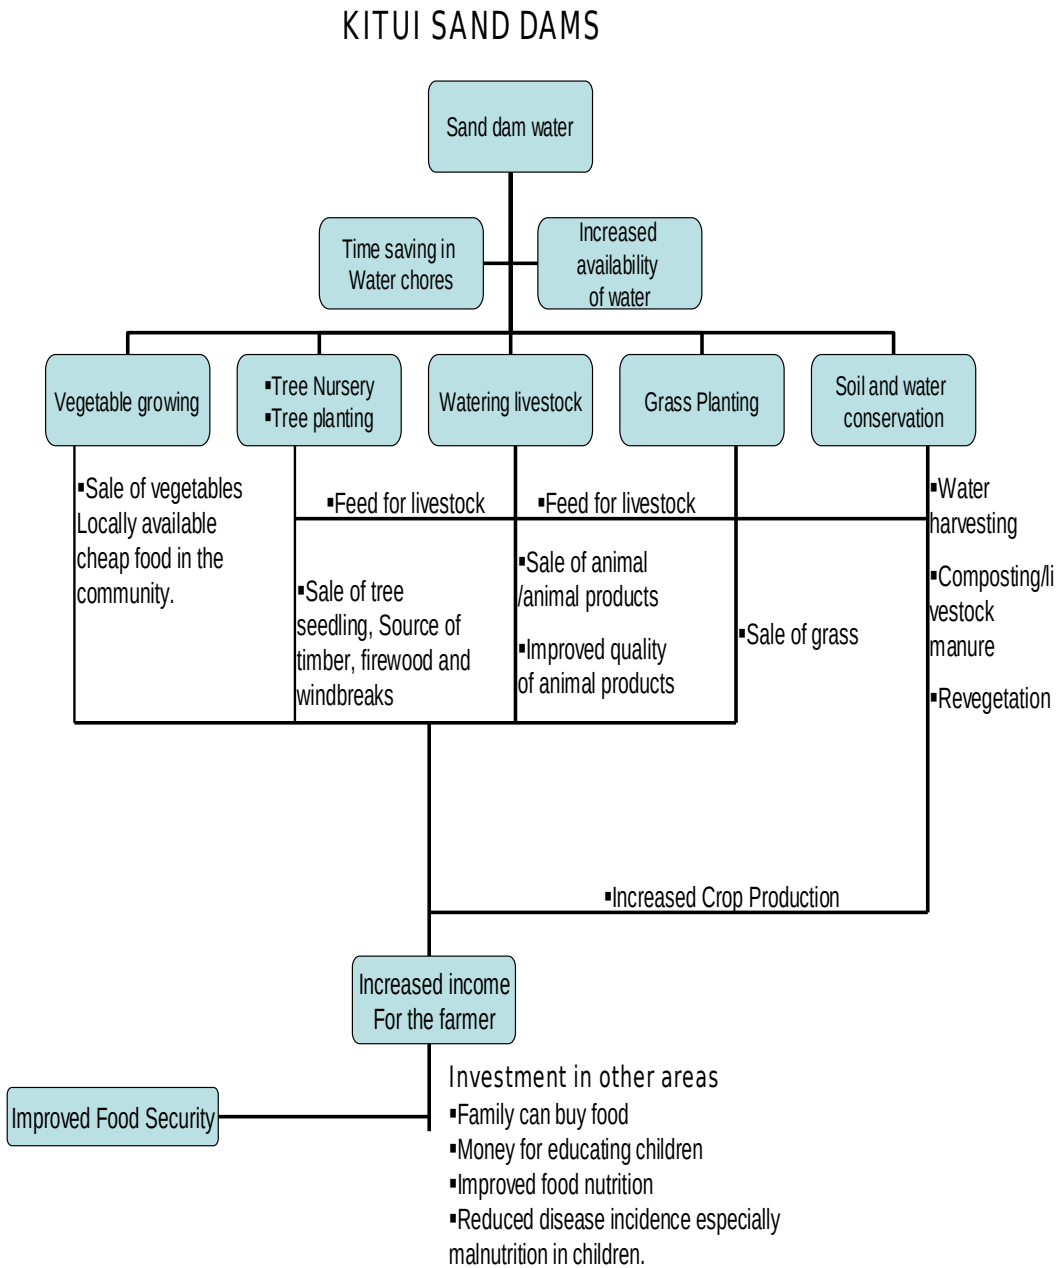 KITUI SAND DAMS
Sand dam water
Time saving in
Water chores
Increased
availability
of water
Vegetable growing
▪Tree Nursery
▪Tree planting
Watering livestock
Grass Planting
Soil and water
conservation
▪Sale of vegetables
Locally available
cheap food in the
community.
▪Feed for livestock
▪Feed for livestock
▪Sale of tree
seedling, Source of
timber, firewood and
windbreaks
▪Sale of animal
/animal products
▪Improved quality
of animal products
▪Sale of grass
▪Water
harvesting
▪Composting/li
vestock
manure
▪Revegetation
▪Increased Crop Production
Increased income
For the farmer
Improved Food Security
Investment in other areas
▪Family can buy food
▪Money for educating children
▪Improved food nutrition
▪Reduced disease incidence especially
malnutrition in children.